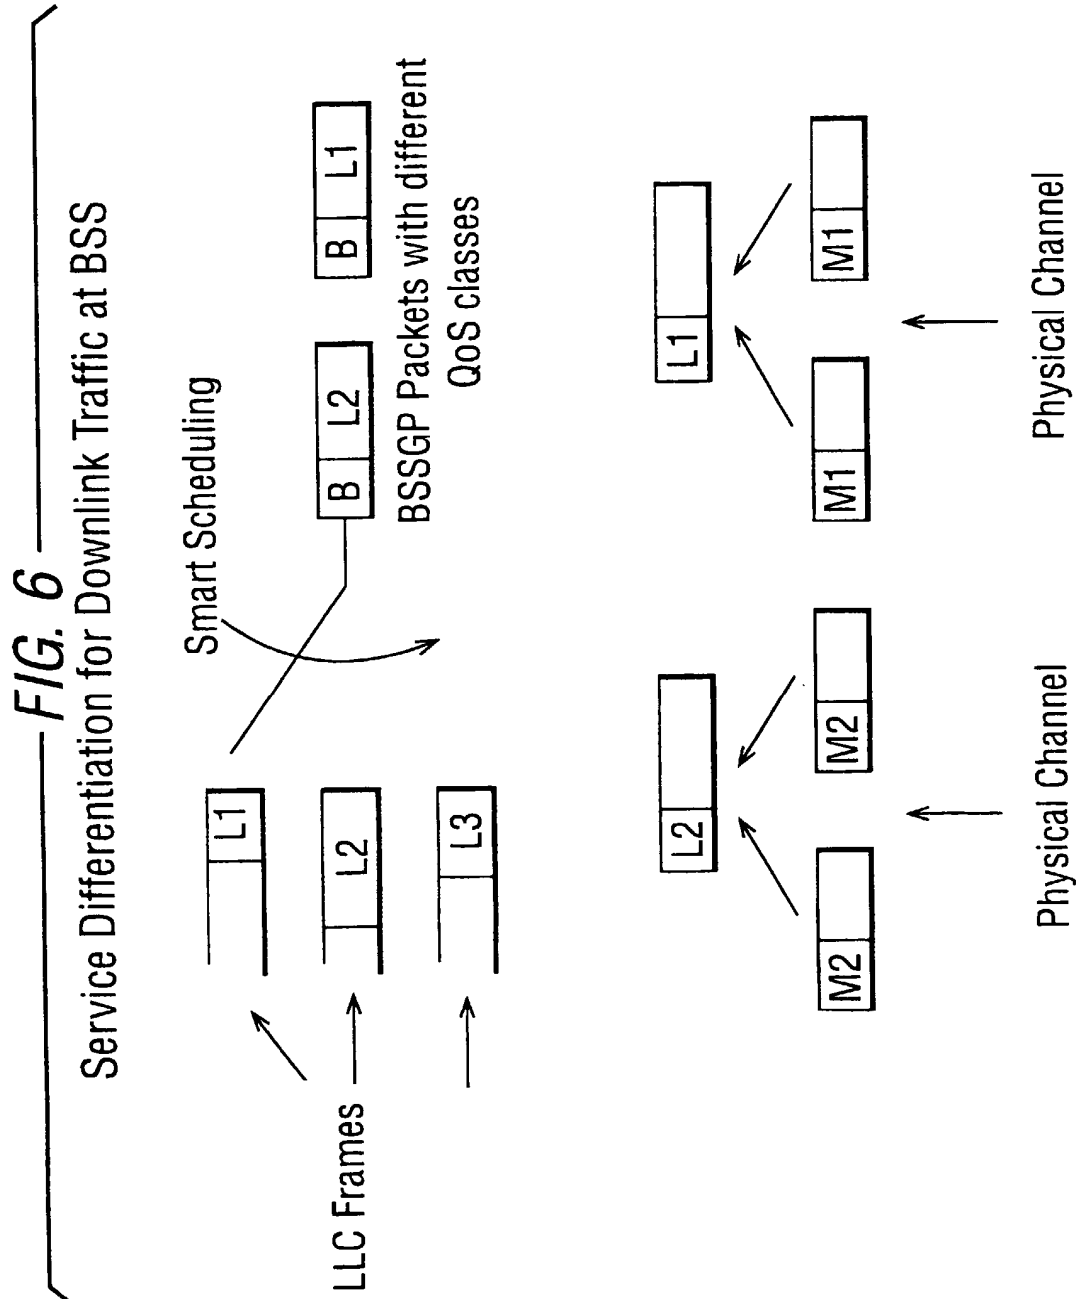 FIG. 6
Service Differentiation for Downlink Traffic at BSS
Smart Scheduling
L1
L2
L3
LLC Frames
B L2
B L1
BSSGP Packets with different
QoS classes
L2
L1
M2
M2
M1
M1
Physical Channel
Physical Channel